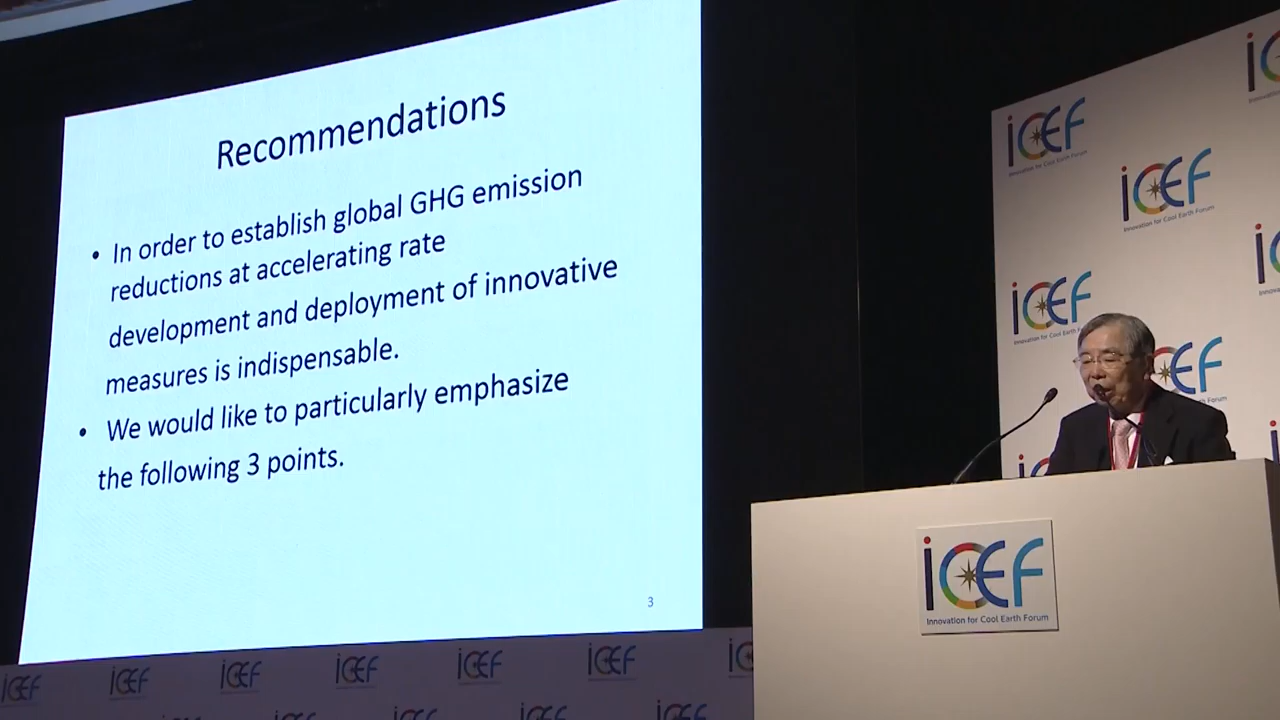 Recommendations
• In order to establish global GHG emission
reductions at accelerating rate
development and deployment of innovative
measures is indispensable.
• We would like to particularly emphasize
the following 3 points.
3
iCEF
Innovation for Cool Earth Forum
iCEF
Innovation for Cool Earth Forum
iCEF
Innovation for Cool Earth
iCEF
iCEF
Innovation for Cool Earth Forum
iCEF
iCEF
iCEF
iCEF
iCEF
iCEF